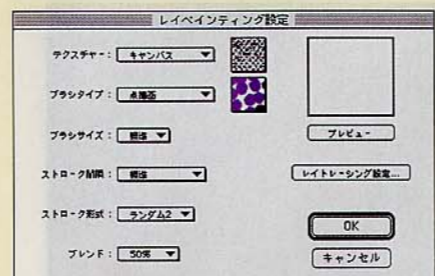 レイペインティング設定
テクスチャー： キャンバス
ブラシタイプ： 点描画
ブラシサイズ： 標準
プレビュー
ストローク間隔： 標準
レイトレーシング設定...
ストローク形式： ランダム2
OK
ブレンド： 50%
キャンセル